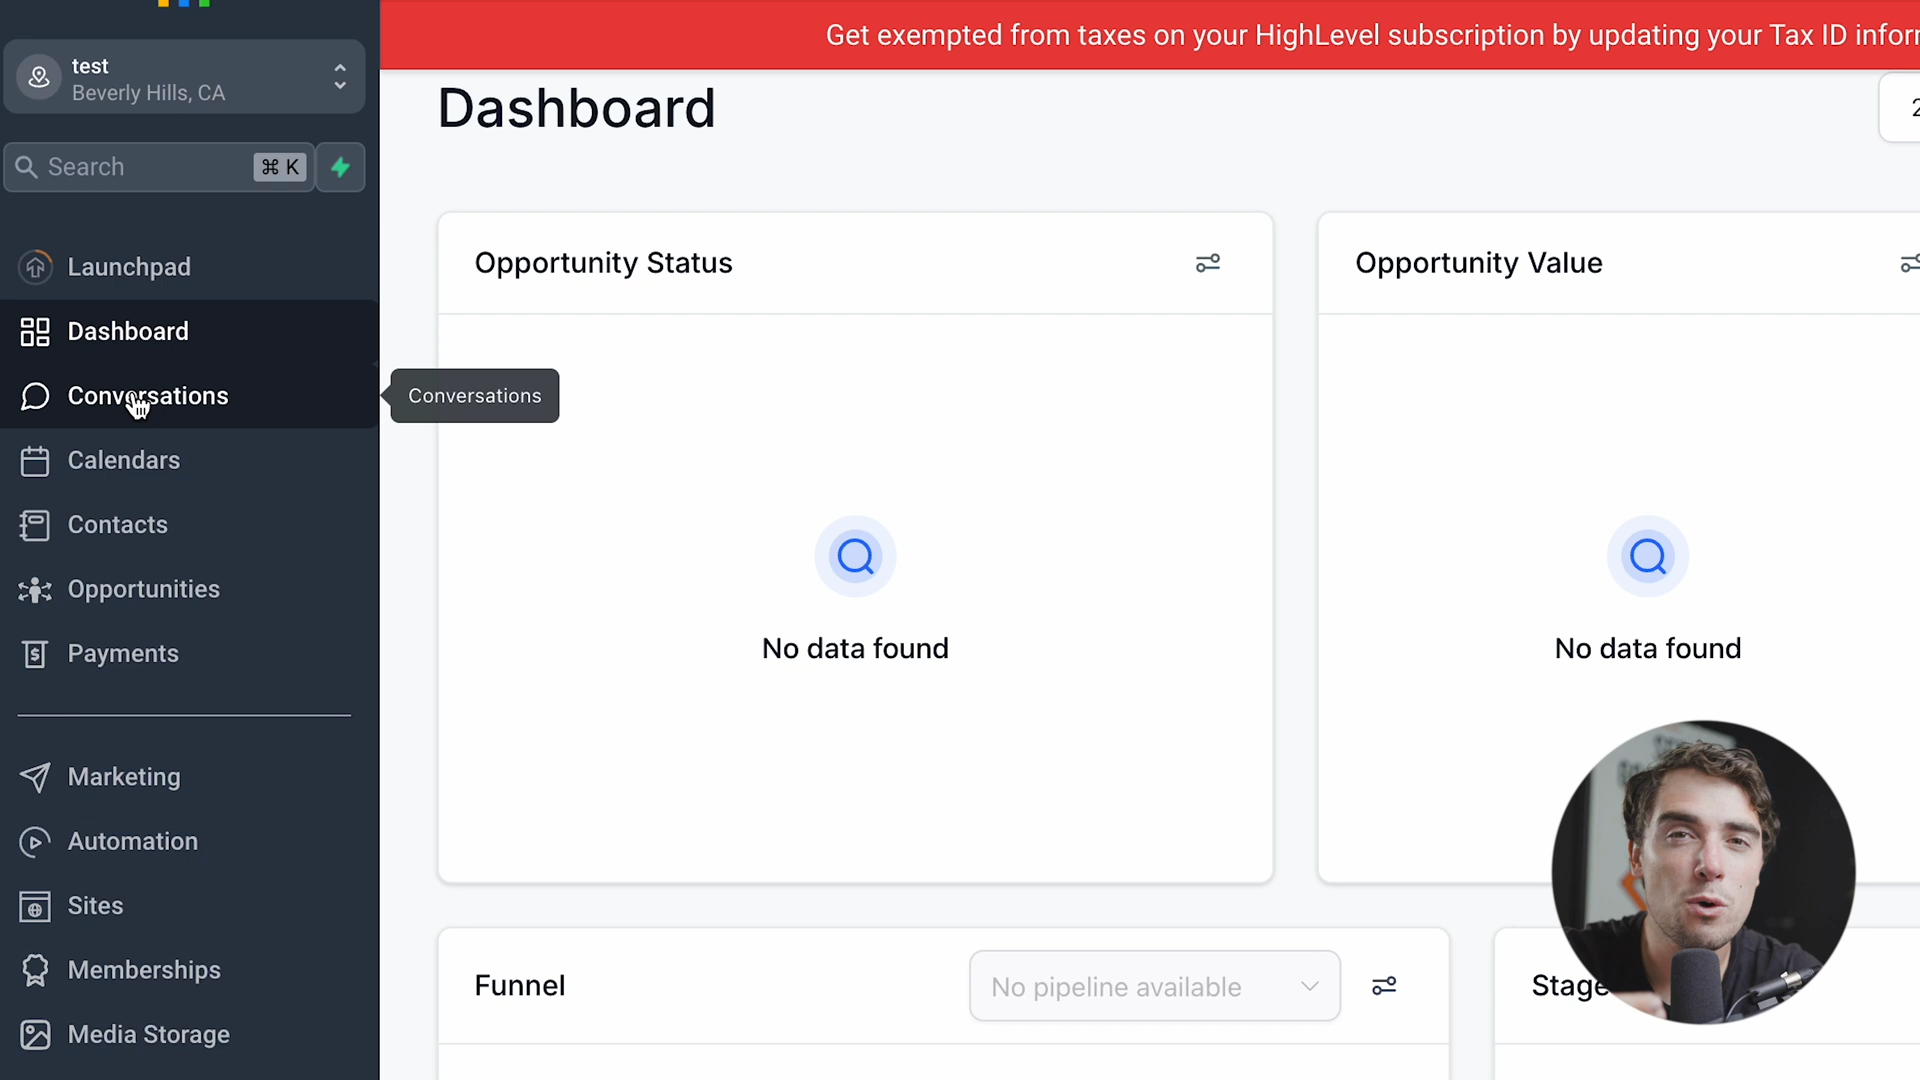 Get exempted from taxes on your HighLevel subscription by updating your Tax ID
test
Beverly Hills, CA
Search
⌘ K
Launchpad
Dashboard
Conversations
Calendars
Contacts
Opportunities
Payments
Marketing
Automation
Sites
Memberships
Media Storage
Conversations
Dashboard
2
Opportunity Status
No data found
Opportunity Value
No data found
Funnel
No pipeline available
Stage